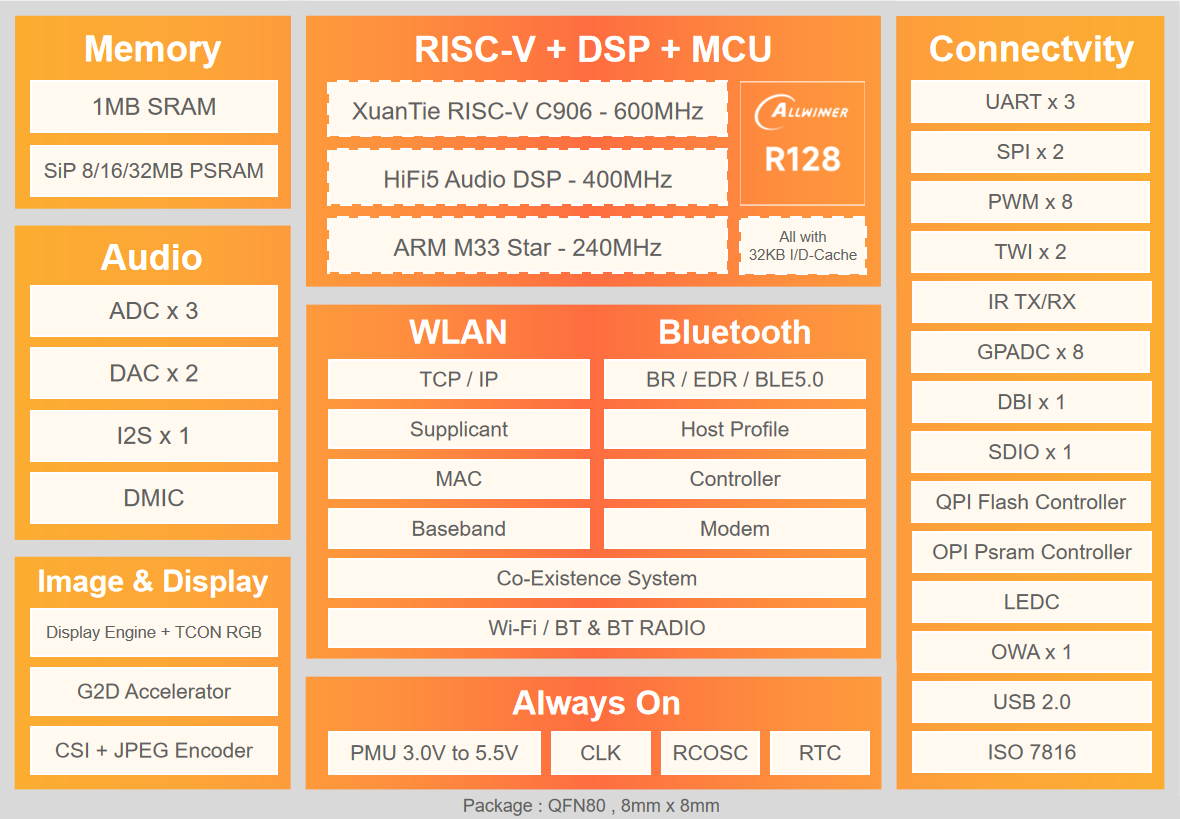 Memory
1MB SRAM
SiP 8/16/32MB PSRAM
Audio
ADC x 3
DAC x 2
I2S x 1
DMIC
Image & Display
Display Engine + TCON RGB
G2D Accelerator
CSI + JPEG Encoder
RISC-V + DSP + MCU
XuanTie RISC-V C906 - 600MHz
HiFi5 Audio DSP - 400MHz
ARM M33 Star - 240MHz
ALLWINNER
R128
All with
32KB I/D-Cache
WLAN
TCP / IP
Supplicant
MAC
Baseband
Bluetooth
BR / EDR / BLE5.0
Host Profile
Controller
Modem
Co-Existence System
Wi-Fi / BT & BT RADIO
Always On
PMU 3.0V to 5.5V
CLK
RCOSC
RTC
Connectvity
UART x 3
SPI x 2
PWM x 8
TWI x 2
IR TX/RX
GPADC x 8
DBI x 1
SDIO x 1
QPI Flash Controller
OPI Psram Controller
LEDC
OWA x 1
USB 2.0
ISO 7816
Package : QFN80 , 8mm x 8mm